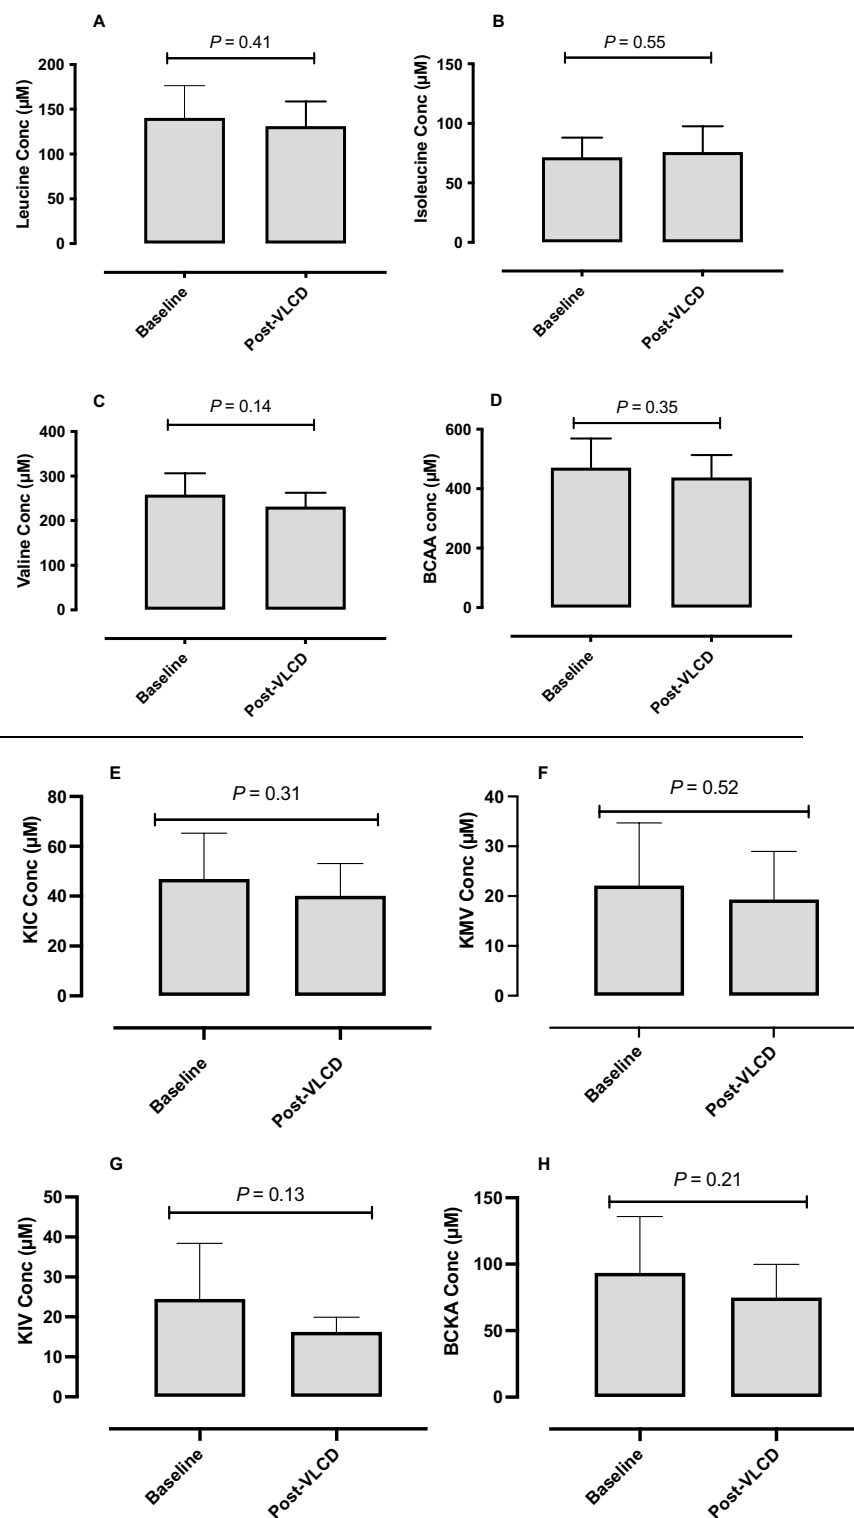 A
P = 0.41
Leucine Conc (µM)
200
150
100
50
0
Baseline
Post-VLCD
B
P = 0.55
Isoleucine Conc (µM)
150
100
50
0
Baseline
Post-VLCD
C
P = 0.14
Valine Conc (µM)
400
300
200
100
0
Baseline
Post-VLCD
D
P = 0.35
BCAA conc (µM)
600
400
200
0
Baseline
Post-VLCD
E
P = 0.31
KIC Conc (µM)
80
60
40
20
0
Baseline
Post-VLCD
F
P = 0.52
KMV Conc (µM)
40
30
20
10
0
Baseline
Post-VLCD
G
P = 0.13
KIV Conc (µM)
50
40
30
20
10
0
Baseline
Post-VLCD
H
P = 0.21
BCKA Conc (µM)
150
100
50
0
Baseline
Post-VLCD